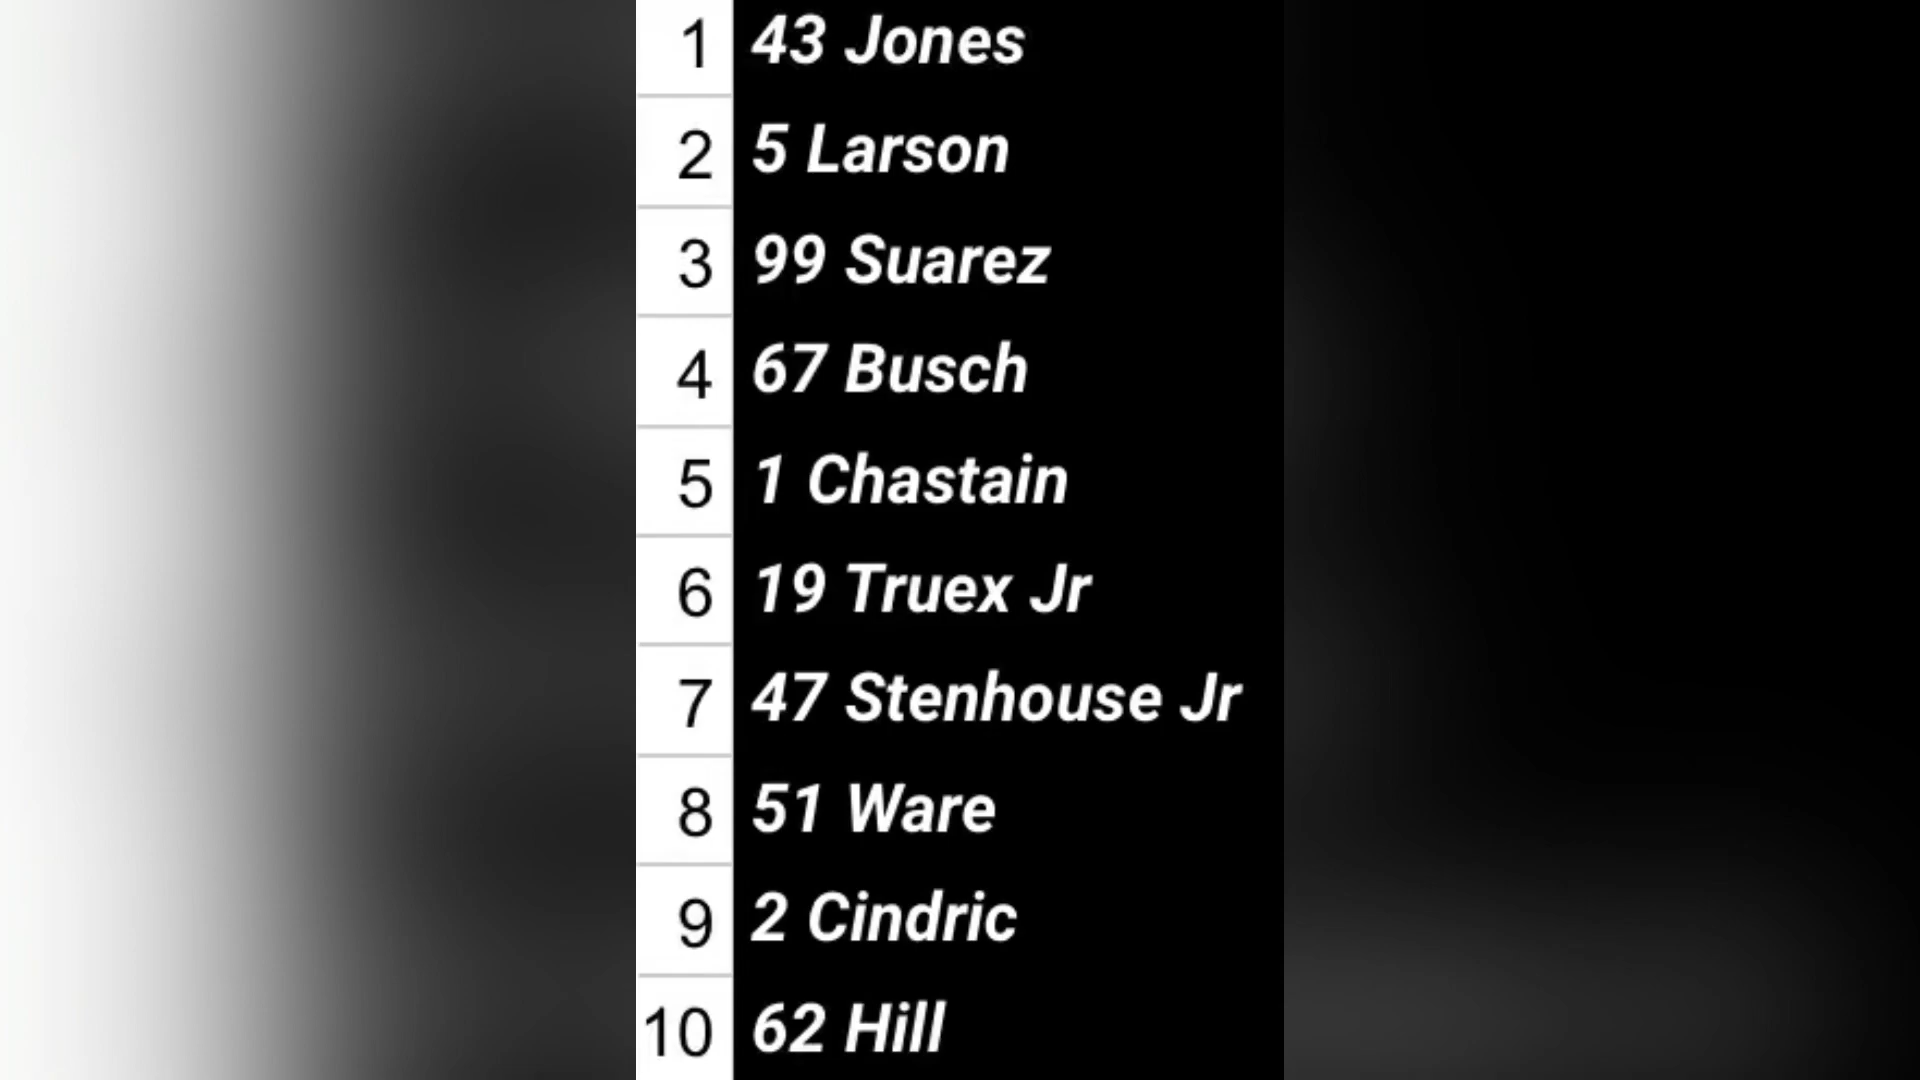 1 43 Jones
2 5 Larson
3 99 Suarez
4 67 Busch
5 1 Chastain
6 19 Truex Jr
7 47 Stenhouse Jr
8 51 Ware
9 2 Cindric
10 62 Hill